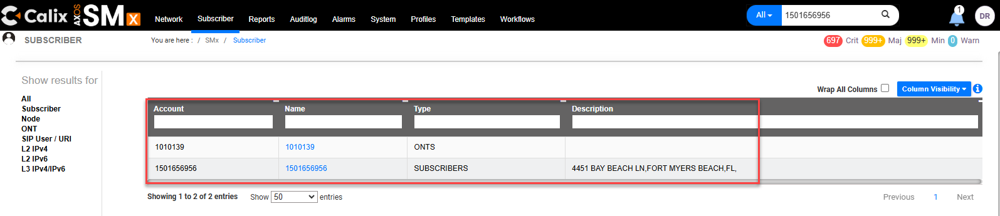 Calix AXOS SMx Network Subscriber Reports Auditlog Alarms System Profiles Templates Workflows All 1501656956 1 DR
SUBSCRIBER You are here : / SMx / Subscriber 697 Crit 999+ Maj 999+ Min 0 Warn
Show results for
All
Subscriber
Node
ONT
SIP User / URI
L2 IPv4
L2 IPv6
L3 IPv4/IPv6
Wrap All Columns Column Visibility i
Account Name Type Description
1010139 1010139 ONTS
1501656956 1501656956 SUBSCRIBERS 4451 BAY BEACH LN,FORT MYERS BEACH,FL,
Showing 1 to 2 of 2 entries Show 50 entries Previous 1 Next